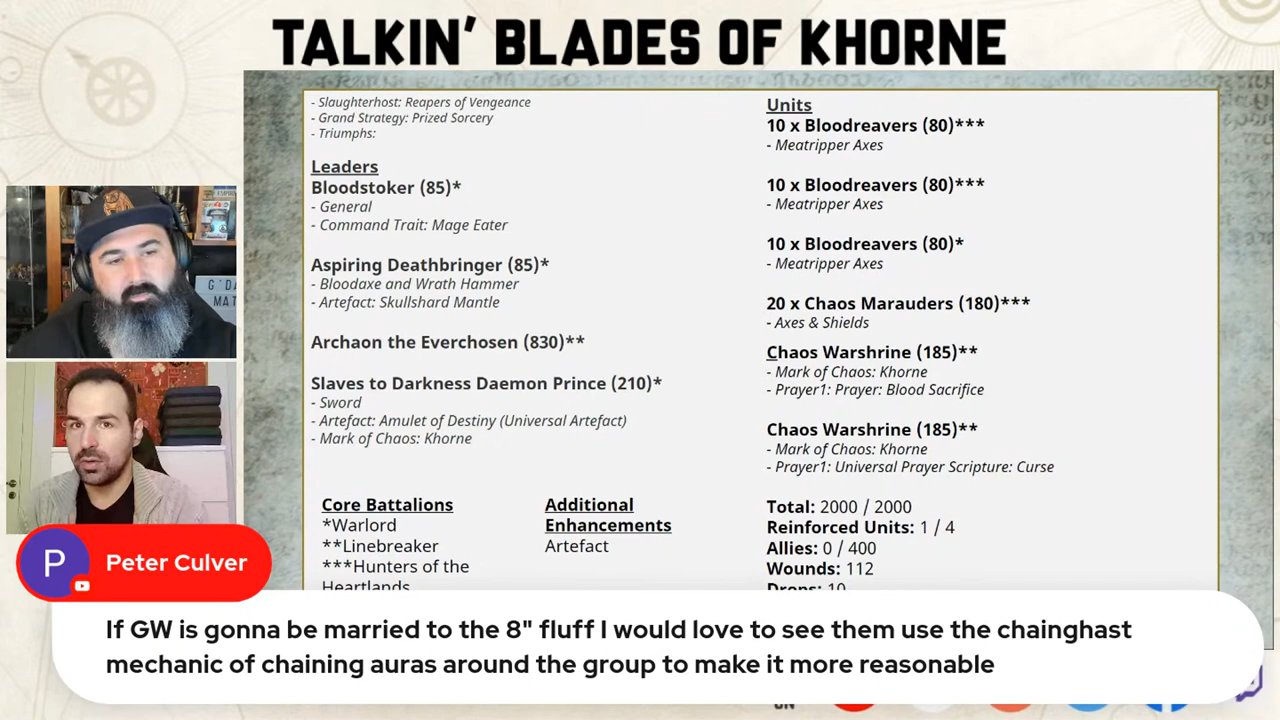 TALKIN' BLADES OF KHORNE
- Slaughterhost: Reapers of Vengeance
- Grand Strategy: Prized Sorcery
- Triumphs:
Leaders
Bloodstoker (85)*
- General
- Command Trait: Mage Eater
Aspiring Deathbringer (85)*
- Bloodaxe and Wrath Hammer
- Artefact: Skullshard Mantle
Archaon the Everchosen (830)**
Slaves to Darkness Daemon Prince (210)*
- Sword
- Artefact: Amulet of Destiny (Universal Artefact)
- Mark of Chaos: Khorne
Core Battalions
*Warlord
**Linebreaker
***Hunters of the
Heartlands
Additional
Enhancements
Artefact
Units
10 x Bloodreavers (80)***
- Meatripper Axes
10 x Bloodreavers (80)***
- Meatripper Axes
10 x Bloodreavers (80)*
- Meatripper Axes
20 x Chaos Marauders (180)***
- Axes & Shields
Chaos Warshrine (185)**
- Mark of Chaos: Khorne
- Prayer1: Prayer: Blood Sacrifice
Chaos Warshrine (185)**
- Mark of Chaos: Khorne
- Prayer1: Universal Prayer Scripture: Curse
Total: 2000 / 2000
Reinforced Units: 1 / 4
Allies: 0 / 400
Wounds: 112
Drops: 10
G'DA
MAT
P
Peter Culver
If GW is gonna be married to the 8" fluff I would love to see them use the chainghast
mechanic of chaining auras around the group to make it more reasonable
ON